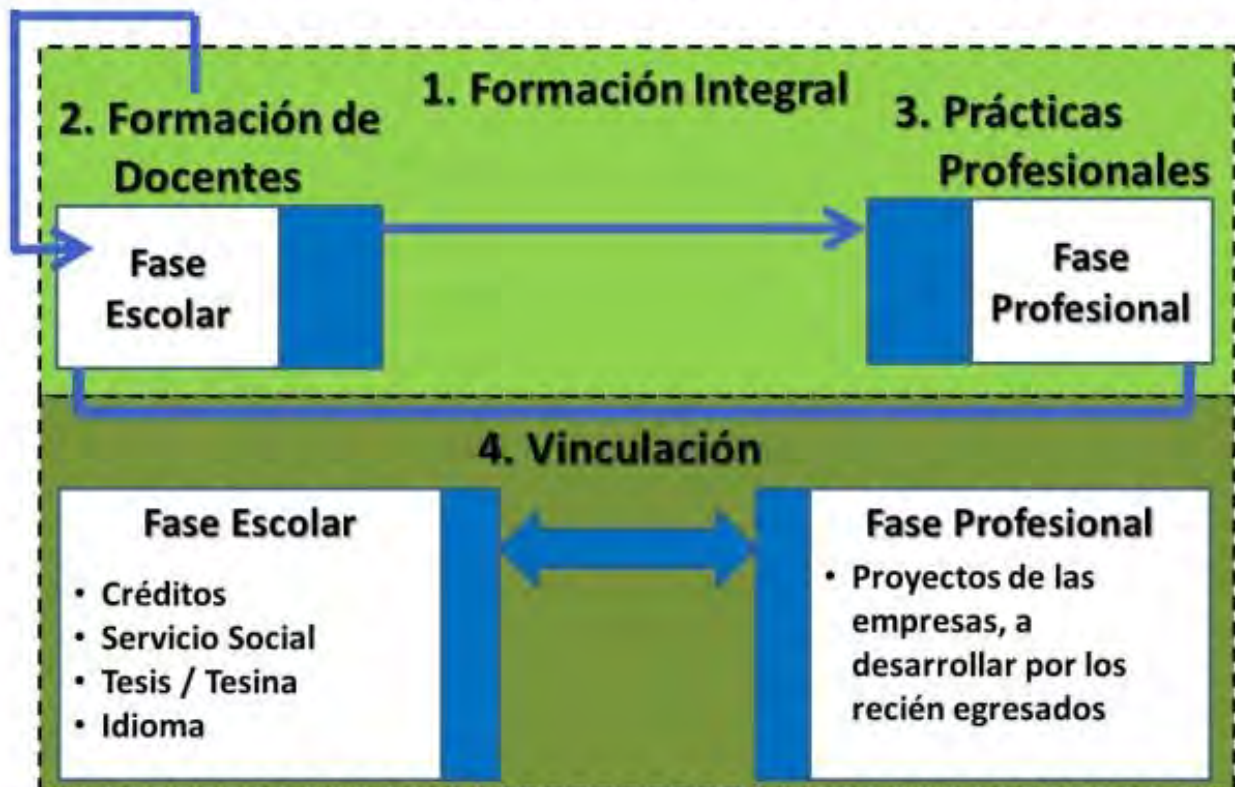 1. Formación Integral
2. Formación de
Docentes
3. Prácticas
Profesionales
Fase
Escolar
Fase
Profesional
4. Vinculación
Fase Escolar
• Créditos
• Servicio Social
• Tesis / Tesina
• Idioma
Fase Profesional
• Proyectos de las
empresas, a
desarrollar por los
recién egresados